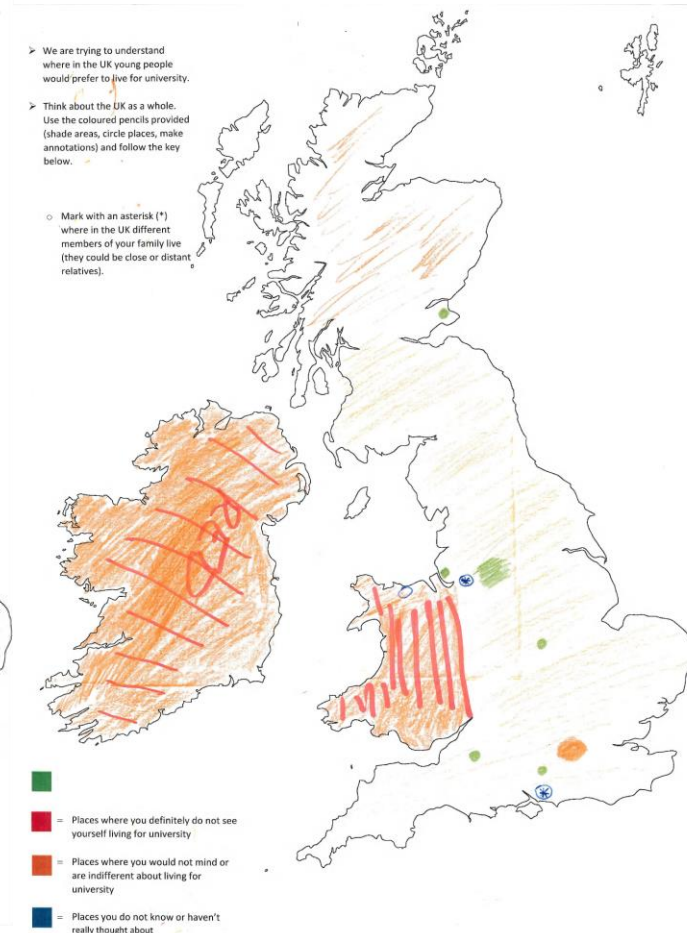 ➢ We are trying to understand
where in the UK young people
would prefer to live for university.
➢ Think about the UK as a whole.
Use the coloured pencils provided
(shade areas, circle places, make
annotations) and follow the key
below.
○ Mark with an asterisk (*)
where in the UK different
members of your family live
(they could be close or distant
relatives).
RED
= Places where you definitely do not see
yourself living for university
= Places where you would not mind or
are indifferent about living for
university
= Places you do not know or haven't
really thought about